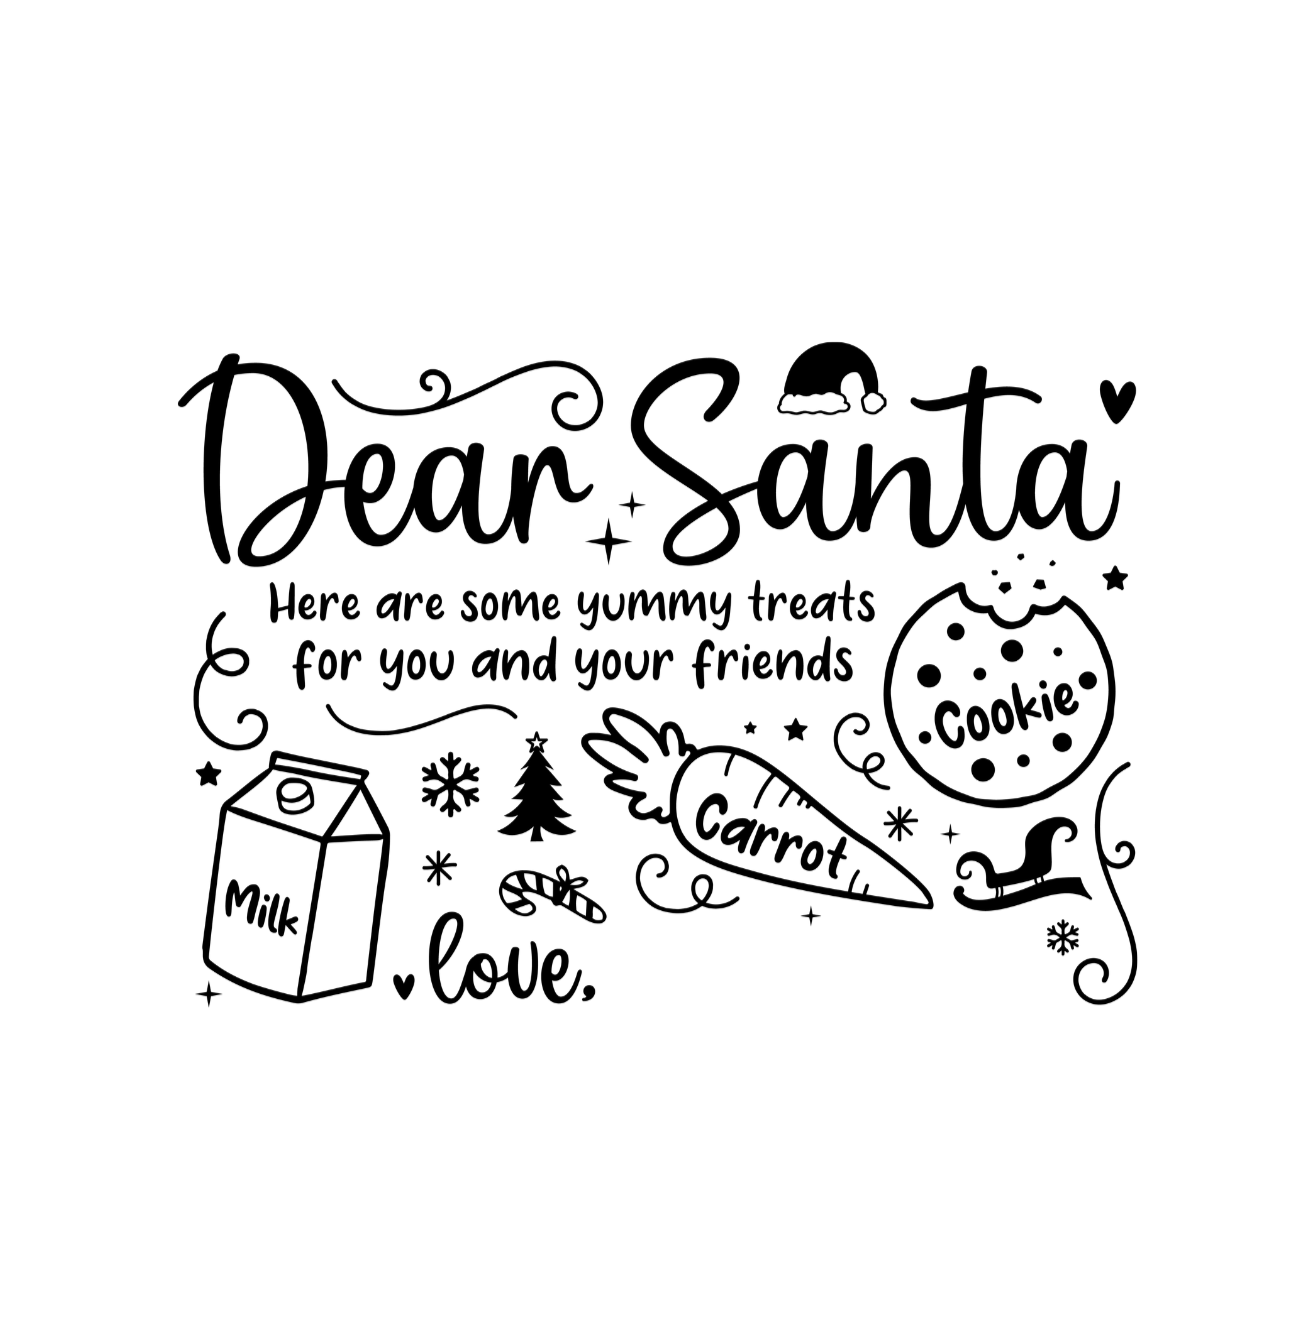 Dear Santa
Here are some yummy treats
for you and your friends
Cookie
Carrot
Milk
love,